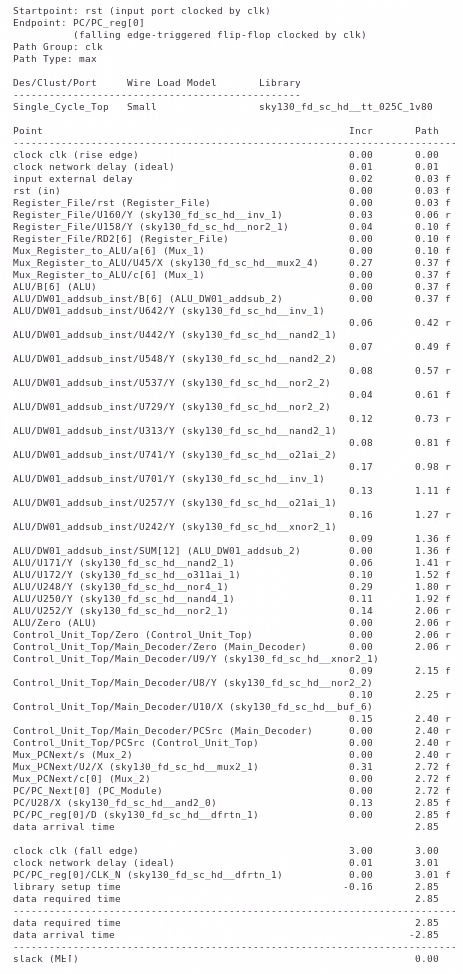 Startpoint: rst (input port clocked by clk)
Endpoint: PC/PC_reg[0]
(falling edge-triggered flip-flop clocked by clk)
Path Group: clk
Path Type: max
Des/Clust/Port Wire Load Model Library
------------------------------------------------
Single_Cycle_Top Small sky130_fd_sc_hd__tt_025C_1v80
Point Incr Path
--------------------------------------------------------------------------
clock clk (rise edge) 0.00 0.00
clock network delay (ideal) 0.01 0.01
input external delay 0.02 0.03 f
rst (in) 0.00 0.03 f
Register_File/rst (Register_File) 0.00 0.03 f
Register_File/U160/Y (sky130_fd_sc_hd__inv_1) 0.03 0.06 r
Register_File/U158/Y (sky130_fd_sc_hd__nor2_1) 0.04 0.10 f
Register_File/RD2[6] (Register_File) 0.00 0.10 f
Mux_Register_to_ALU/a[6] (Mux_1) 0.00 0.10 f
Mux_Register_to_ALU/U45/X (sky130_fd_sc_hd__mux2_4) 0.27 0.37 f
Mux_Register_to_ALU/c[6] (Mux_1) 0.00 0.37 f
ALU/B[6] (ALU) 0.00 0.37 f
ALU/DW01_addsub_inst/B[6] (ALU_DW01_addsub_2) 0.00 0.37 f
ALU/DW01_addsub_inst/U642/Y (sky130_fd_sc_hd__inv_1)
0.06 0.42 r
ALU/DW01_addsub_inst/U442/Y (sky130_fd_sc_hd__nand2_1)
0.07 0.49 f
ALU/DW01_addsub_inst/U548/Y (sky130_fd_sc_hd__nand2_2)
0.08 0.57 r
ALU/DW01_addsub_inst/U537/Y (sky130_fd_sc_hd__nor2_2)
0.04 0.61 f
ALU/DW01_addsub_inst/U729/Y (sky130_fd_sc_hd__nor2_2)
0.12 0.73 r
ALU/DW01_addsub_inst/U313/Y (sky130_fd_sc_hd__nand2_1)
0.08 0.81 f
ALU/DW01_addsub_inst/U741/Y (sky130_fd_sc_hd__o21ai_2)
0.17 0.98 r
ALU/DW01_addsub_inst/U701/Y (sky130_fd_sc_hd__inv_1)
0.13 1.11 f
ALU/DW01_addsub_inst/U257/Y (sky130_fd_sc_hd__o21ai_1)
0.16 1.27 r
ALU/DW01_addsub_inst/U242/Y (sky130_fd_sc_hd__xnor2_1)
0.09 1.36 f
ALU/DW01_addsub_inst/SUM[12] (ALU_DW01_addsub_2) 0.00 1.36 f
ALU/U171/Y (sky130_fd_sc_hd__nand2_1) 0.06 1.41 r
ALU/U172/Y (sky130_fd_sc_hd__o311ai_1) 0.10 1.52 f
ALU/U248/Y (sky130_fd_sc_hd__nor4_1) 0.29 1.80 r
ALU/U250/Y (sky130_fd_sc_hd__nand4_1) 0.11 1.92 f
ALU/U252/Y (sky130_fd_sc_hd__nor2_1) 0.14 2.06 r
ALU/Zero (ALU) 0.00 2.06 r
Control_Unit_Top/Zero (Control_Unit_Top) 0.00 2.06 r
Control_Unit_Top/Main_Decoder/Zero (Main_Decoder) 0.00 2.06 r
Control_Unit_Top/Main_Decoder/U9/Y (sky130_fd_sc_hd__xnor2_1)
0.09 2.15 f
Control_Unit_Top/Main_Decoder/U8/Y (sky130_fd_sc_hd__nor2_2)
0.10 2.25 r
Control_Unit_Top/Main_Decoder/U10/X (sky130_fd_sc_hd__buf_6)
0.15 2.40 r
Control_Unit_Top/Main_Decoder/PCSrc (Main_Decoder) 0.00 2.40 r
Control_Unit_Top/PCSrc (Control_Unit_Top) 0.00 2.40 r
Mux_PCNext/s (Mux_2) 0.00 2.40 r
Mux_PCNext/U2/X (sky130_fd_sc_hd__mux2_1) 0.31 2.72 f
Mux_PCNext/c[0] (Mux_2) 0.00 2.72 f
PC/PC_Next[0] (PC_Module) 0.00 2.72 f
PC/U28/X (sky130_fd_sc_hd__and2_0) 0.13 2.85 f
PC/PC_reg[0]/D (sky130_fd_sc_hd__dfrtn_1) 0.00 2.85 f
data arrival time 2.85
clock clk (fall edge) 3.00 3.00
clock network delay (ideal) 0.01 3.01
PC/PC_reg[0]/CLK_N (sky130_fd_sc_hd__dfrtn_1) 0.00 3.01 f
library setup time -0.16 2.85
data required time 2.85
--------------------------------------------------------------------------
data required time 2.85
data arrival time -2.85
--------------------------------------------------------------------------
slack (MET) 0.00